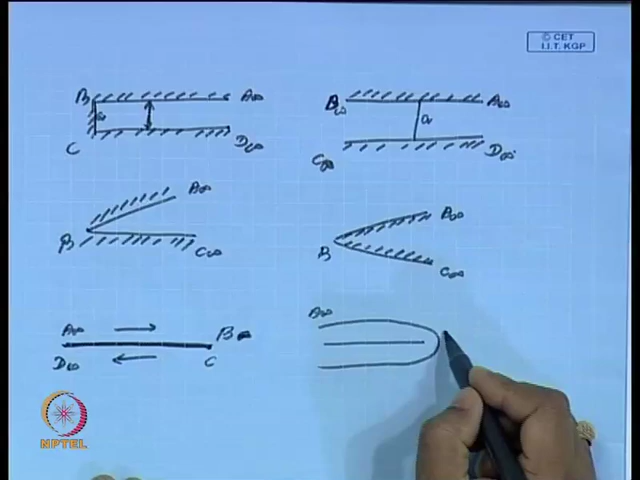 © CET
I.I.T. KGP
B A∞
a
C D∞
B∞ A∞
a
C∞ D∞
A∞
B C∞
A∞
B C∞
A∞ B
D∞ C
A∞
NPTEL